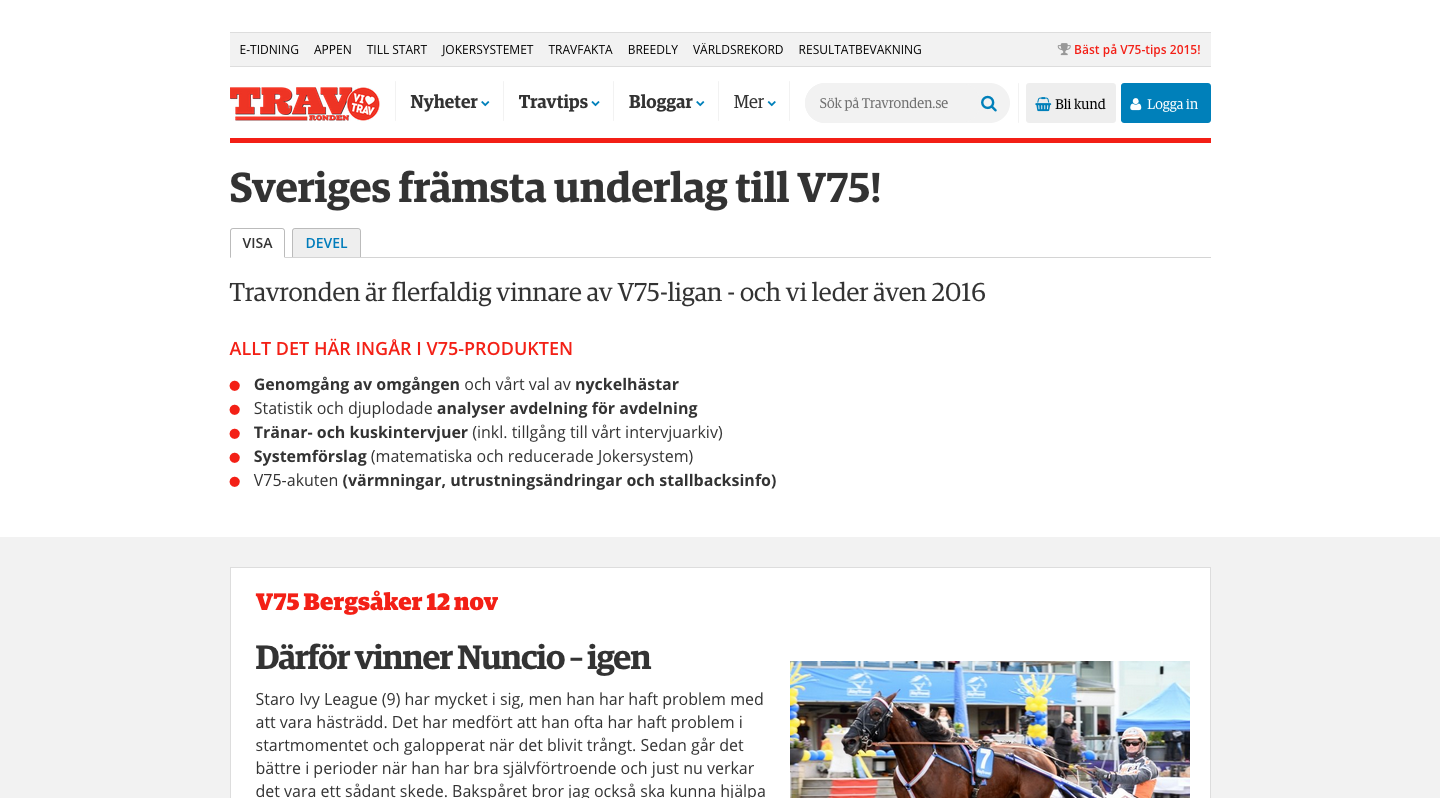 E-TIDNING APPEN TILL START JOKERSYSTEMET TRAVFAKTA BREEDLY VÄRLDSREKORD RESULTATBEVAKNING Bäst på V75-tips 2015!
TRAV RONDEN VI TRAV Nyheter Travtips Bloggar Mer Sök på Travronden.se Bli kund Logga in
Sveriges främsta underlag till V75!
VISA DEVEL
Travronden är flerfaldig vinnare av V75-ligan - och vi leder även 2016
ALLT DET HÄR INGÅR I V75-PRODUKTEN
Genomgång av omgången och vårt val av nyckelhästar
Statistik och djuplodade analyser avdelning för avdelning
Tränar- och kuskintervjuer (inkl. tillgång till vårt intervjuarkiv)
Systemförslag (matematiska och reducerade Jokersystem)
V75-akuten (värmningar, utrustningsändringar och stallbacksinfo)
V75 Bergsåker 12 nov
Därför vinner Nuncio – igen
Staro Ivy League (9) har mycket i sig, men han har haft problem med
att vara hästrädd. Det har medfört att han ofta har haft problem i
startmomentet och galopperat när det blivit trångt. Sedan går det
bättre i perioder när han har bra självförtroende och just nu verkar
det vara ett sådant skede. Bakspåret bror jag också ska kunna hjälpa
7